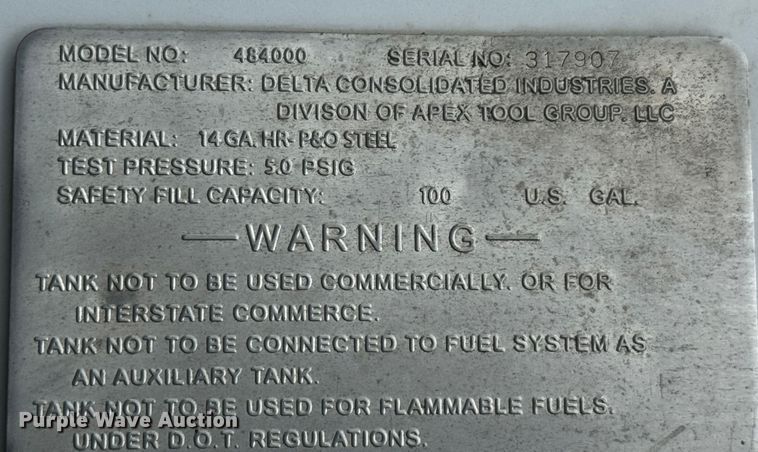 MODEL NO: 484000 SERIAL NO: 317907
MANUFACTURER: DELTA CONSOLIDATED INDUSTRIES. A
DIVISON OF APEX TOOL GROUP. LLC
MATERIAL: 14 GA. HR- P&O STEEL
TEST PRESSURE: 5.0 PSIG
SAFETY FILL CAPACITY: 100 U.S. GAL.
WARNING
TANK NOT TO BE USED COMMERCIALLY. OR FOR
INTERSTATE COMMERCE.
TANK NOT TO BE CONNECTED TO FUEL SYSTEM AS
AN AUXILIARY TANK.
TANK NOT TO BE USED FOR FLAMMABLE FUELS.
UNDER D.O.T. REGULATIONS.
Purple Wave Auction